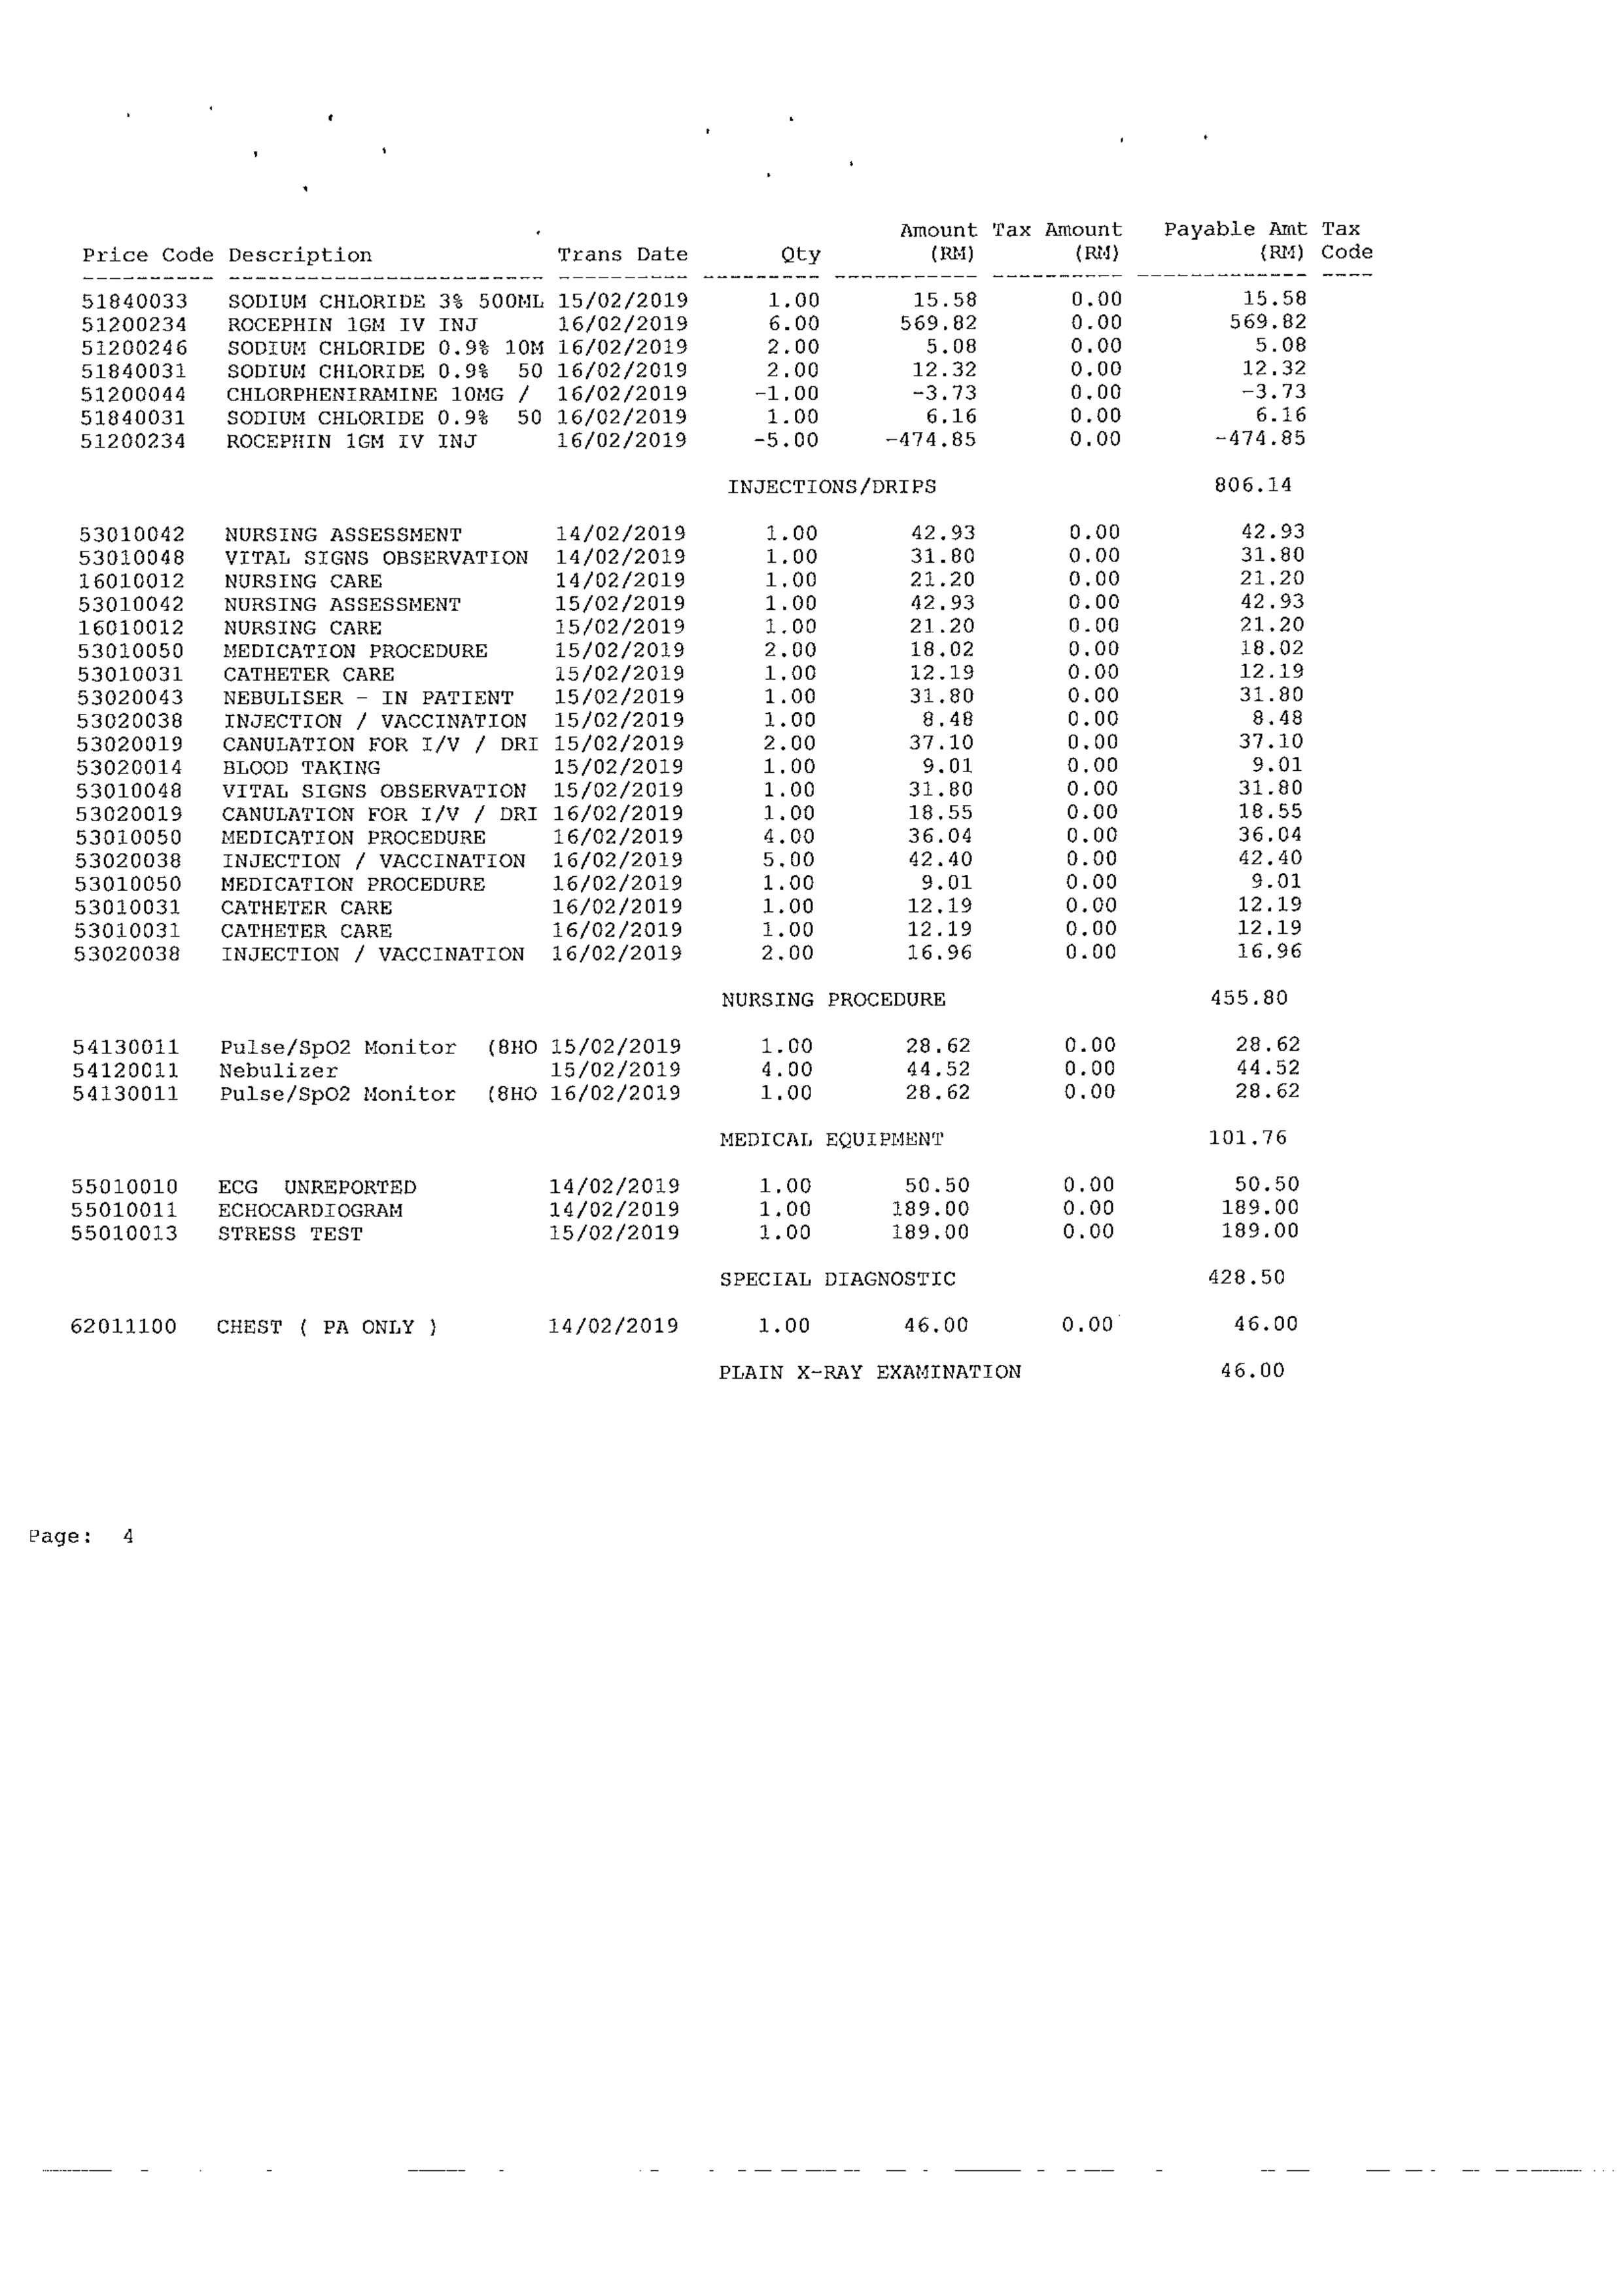 Amount Tax Amount Payable Amt Tax
Price Code Description Trans Date Qty (RM) (RM) (RM) Code
51840033 SODIUM CHLORIDE 3% 500ML 15/02/2019 1.00 15.58 0.00 15.58
51200234 ROCEPHIN 1GM IV INJ 16/02/2019 6.00 569.82 0.00 569.82
51200246 SODIUM CHLORIDE 0.9% 10M 16/02/2019 2.00 5.08 0.00 5.08
51840031 SODIUM CHLORIDE 0.9% 50 16/02/2019 2.00 12.32 0.00 12.32
51200044 CHLORPHENIRAMINE 10MG / 16/02/2019 -1.00 -3.73 0.00 -3.73
51840031 SODIUM CHLORIDE 0.9% 50 16/02/2019 1.00 6.16 0.00 6.16
51200234 ROCEPHIN 1GM IV INJ 16/02/2019 -5.00 -474.85 0.00 -474.85
INJECTIONS/DRIPS 806.14
53010042 NURSING ASSESSMENT 14/02/2019 1.00 42.93 0.00 42.93
53010048 VITAL SIGNS OBSERVATION 14/02/2019 1.00 31.80 0.00 31.80
16010012 NURSING CARE 14/02/2019 1.00 21.20 0.00 21.20
53010042 NURSING ASSESSMENT 15/02/2019 1.00 42.93 0.00 42.93
16010012 NURSING CARE 15/02/2019 1.00 21.20 0.00 21.20
53010050 MEDICATION PROCEDURE 15/02/2019 2.00 18.02 0.00 18.02
53010031 CATHETER CARE 15/02/2019 1.00 12.19 0.00 12.19
53020043 NEBULISER - IN PATIENT 15/02/2019 1.00 31.80 0.00 31.80
53020038 INJECTION / VACCINATION 15/02/2019 1.00 8.48 0.00 8.48
53020019 CANULATION FOR I/V / DRI 15/02/2019 2.00 37.10 0.00 37.10
53020014 BLOOD TAKING 15/02/2019 1.00 9.01 0.00 9.01
53010048 VITAL SIGNS OBSERVATION 15/02/2019 1.00 31.80 0.00 31.80
53020019 CANULATION FOR I/V / DRI 16/02/2019 1.00 18.55 0.00 18.55
53010050 MEDICATION PROCEDURE 16/02/2019 4.00 36.04 0.00 36.04
53020038 INJECTION / VACCINATION 16/02/2019 5.00 42.40 0.00 42.40
53010050 MEDICATION PROCEDURE 16/02/2019 1.00 9.01 0.00 9.01
53010031 CATHETER CARE 16/02/2019 1.00 12.19 0.00 12.19
53010031 CATHETER CARE 16/02/2019 1.00 12.19 0.00 12.19
53020038 INJECTION / VACCINATION 16/02/2019 2.00 16.96 0.00 16.96
NURSING PROCEDURE 455.80
54130011 Pulse/SpO2 Monitor (8HO 15/02/2019 1.00 28.62 0.00 28.62
54120011 Nebulizer 15/02/2019 4.00 44.52 0.00 44.52
54130011 Pulse/SpO2 Monitor (8HO 16/02/2019 1.00 28.62 0.00 28.62
MEDICAL EQUIPMENT 101.76
55010010 ECG UNREPORTED 14/02/2019 1.00 50.50 0.00 50.50
55010011 ECHOCARDIOGRAM 14/02/2019 1.00 189.00 0.00 189.00
55010013 STRESS TEST 15/02/2019 1.00 189.00 0.00 189.00
SPECIAL DIAGNOSTIC 428.50
62011100 CHEST ( PA ONLY ) 14/02/2019 1.00 46.00 0.00 46.00
PLAIN X-RAY EXAMINATION 46.00
Page: 4